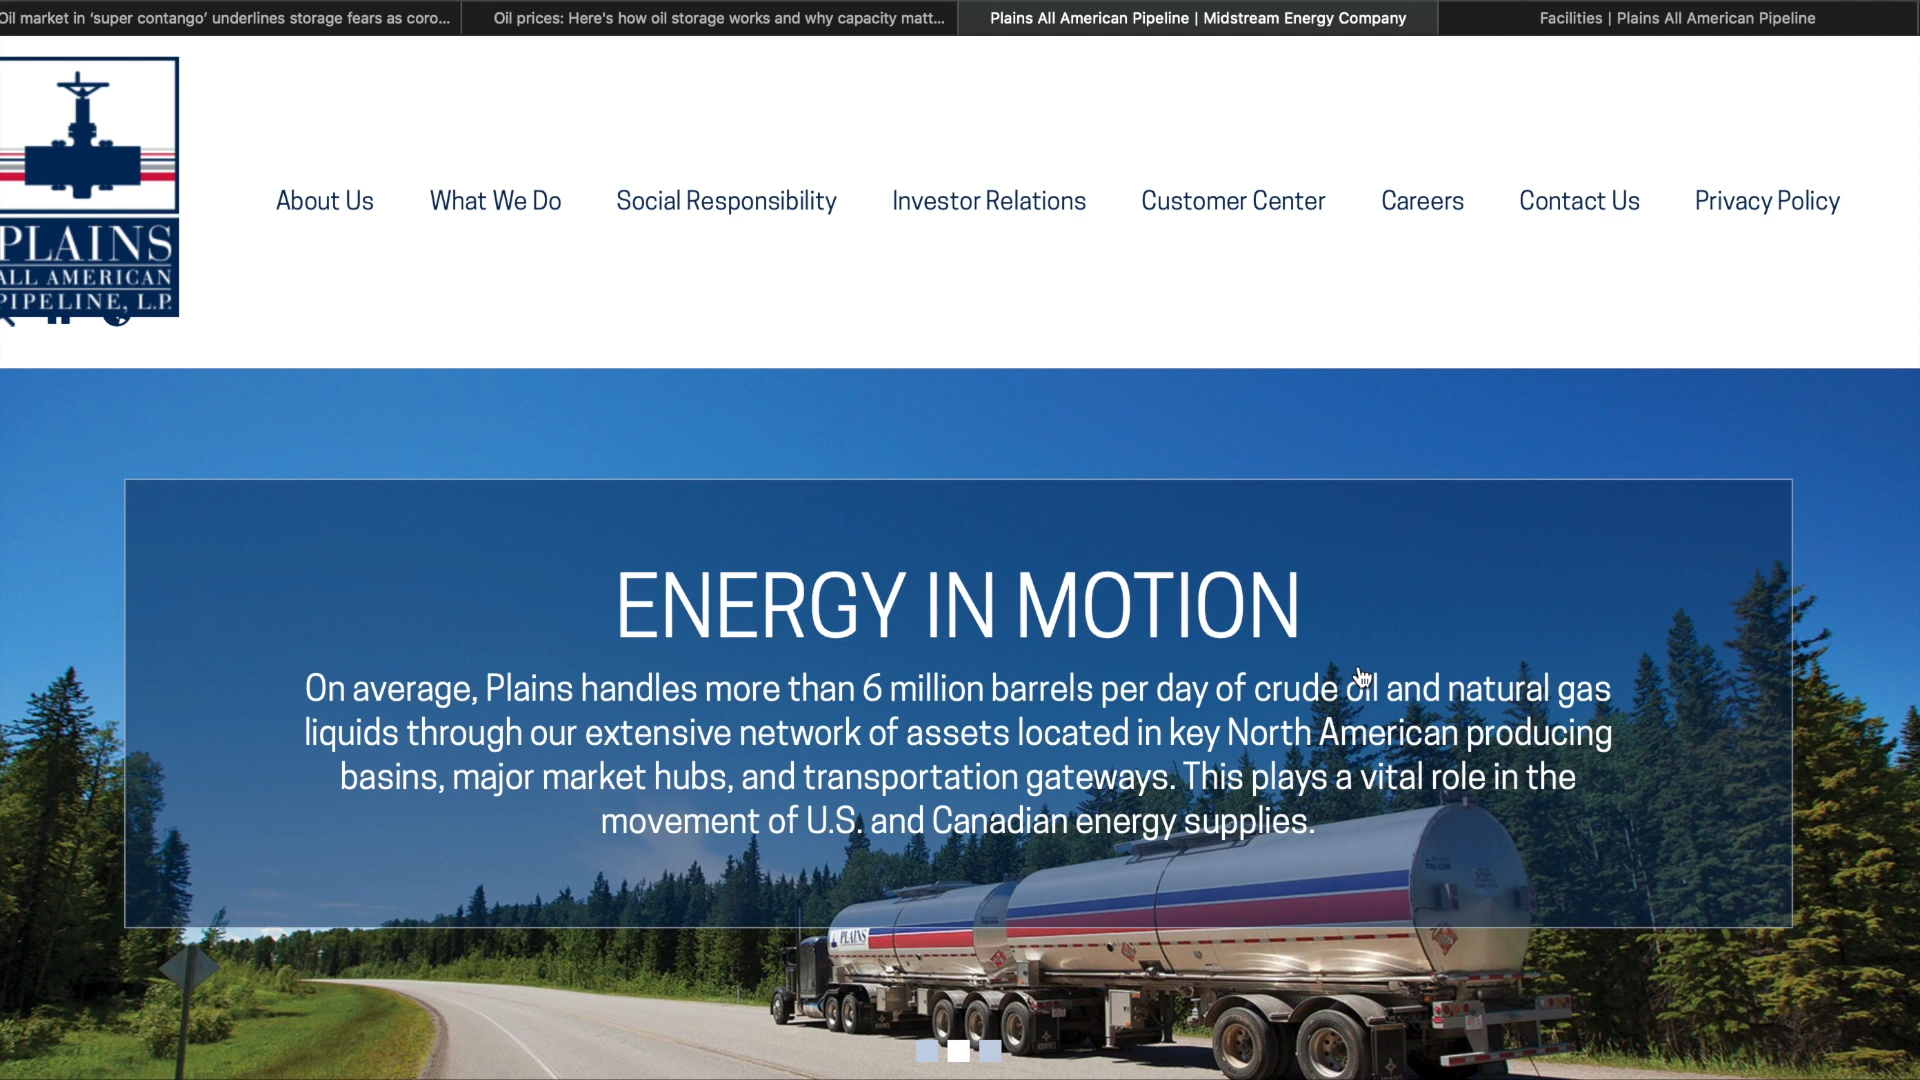 Oil market in ‘super contango’ underlines storage fears as coro...
Oil prices: Here's how oil storage works and why capacity matt...
Plains All American Pipeline | Midstream Energy Company
Facilities | Plains All American Pipeline
PLAINS
ALL AMERICAN
PIPELINE, L.P.
About Us
What We Do
Social Responsibility
Investor Relations
Customer Center
Careers
Contact Us
Privacy Policy
ENERGY IN MOTION
On average, Plains handles more than 6 million barrels per day of crude oil and natural gas
liquids through our extensive network of assets located in key North American producing
basins, major market hubs, and transportation gateways. This plays a vital role in the
movement of U.S. and Canadian energy supplies.
PLAINS